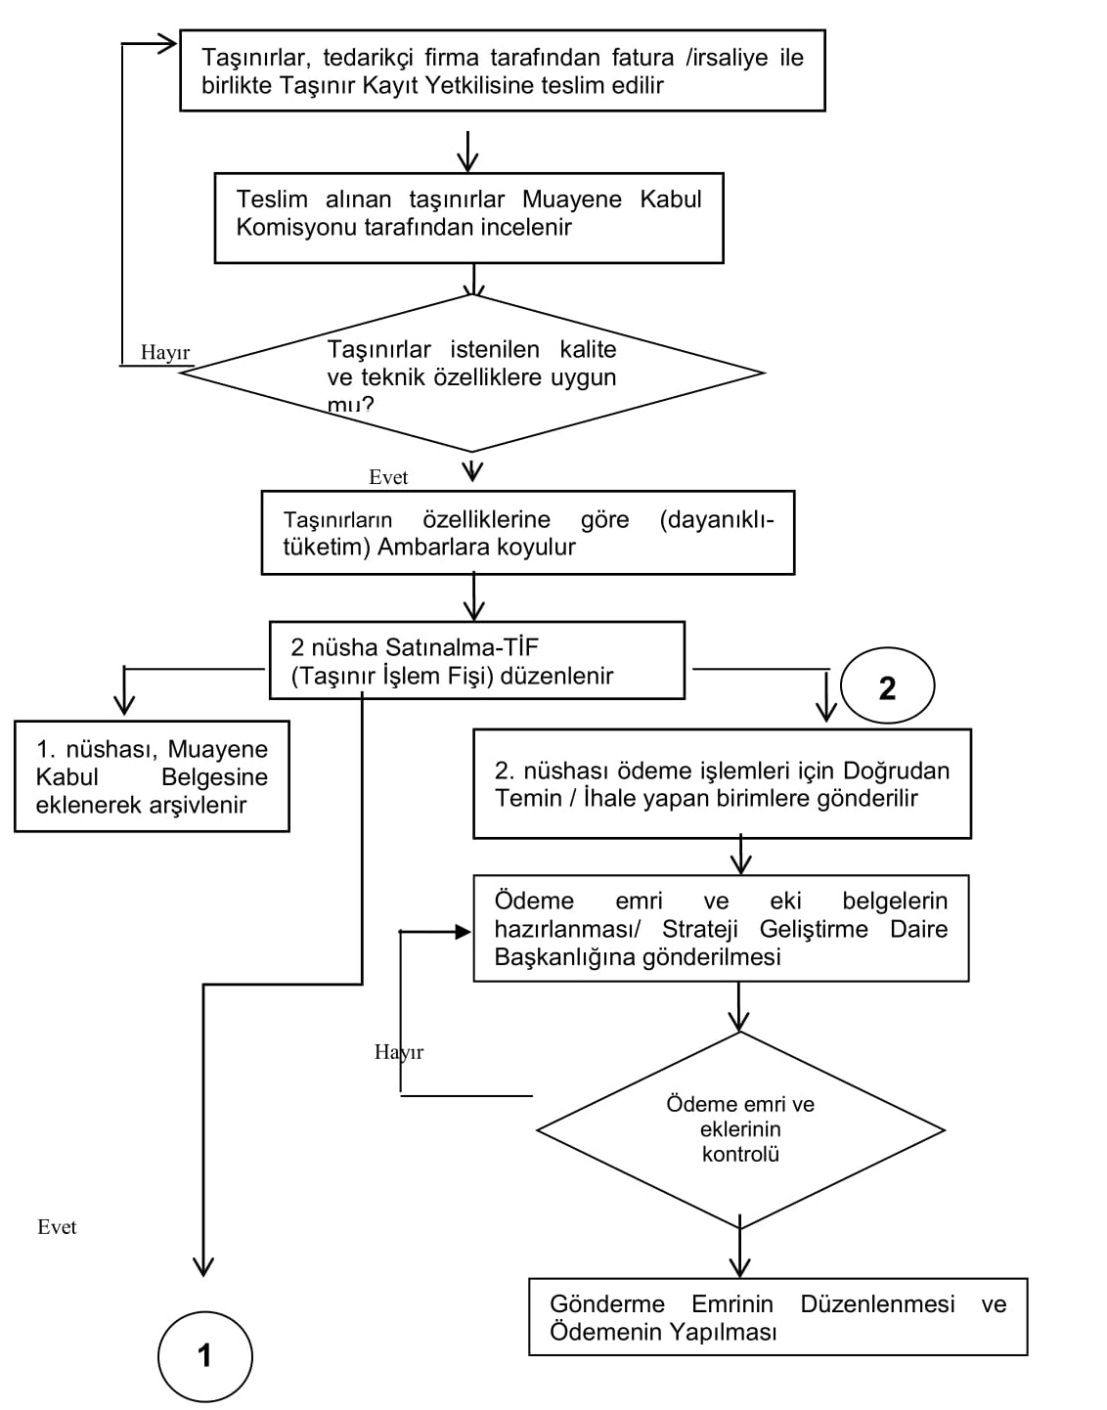 Taşınırlar, tedarikçi firma tarafından fatura /irsaliye ile
birlikte Taşınır Kayıt Yetkilisine teslim edilir
Teslim alınan taşınırlar Muayene Kabul
Komisyonu tarafından incelenir
Hayır
Taşınırlar istenilen kalite
ve teknik özelliklere uygun
mu?
Evet
Taşınırların özelliklerine göre (dayanıklı-
tüketim) Ambarlara koyulur
2 nüsha Satınalma-TİF
(Taşınır İşlem Fişi) düzenlenir
2
1. nüshası, Muayene
Kabul Belgesine
eklenerek arşivlenir
2. nüshası ödeme işlemleri için Doğrudan
Temin / İhale yapan birimlere gönderilir
Ödeme emri ve eki belgelerin
hazırlanması/ Strateji Geliştirme Daire
Başkanlığına gönderilmesi
Hayır
Ödeme emri ve
eklerinin
kontrolü
Evet
Gönderme Emrinin Düzenlenmesi ve
Ödemenin Yapılması
1